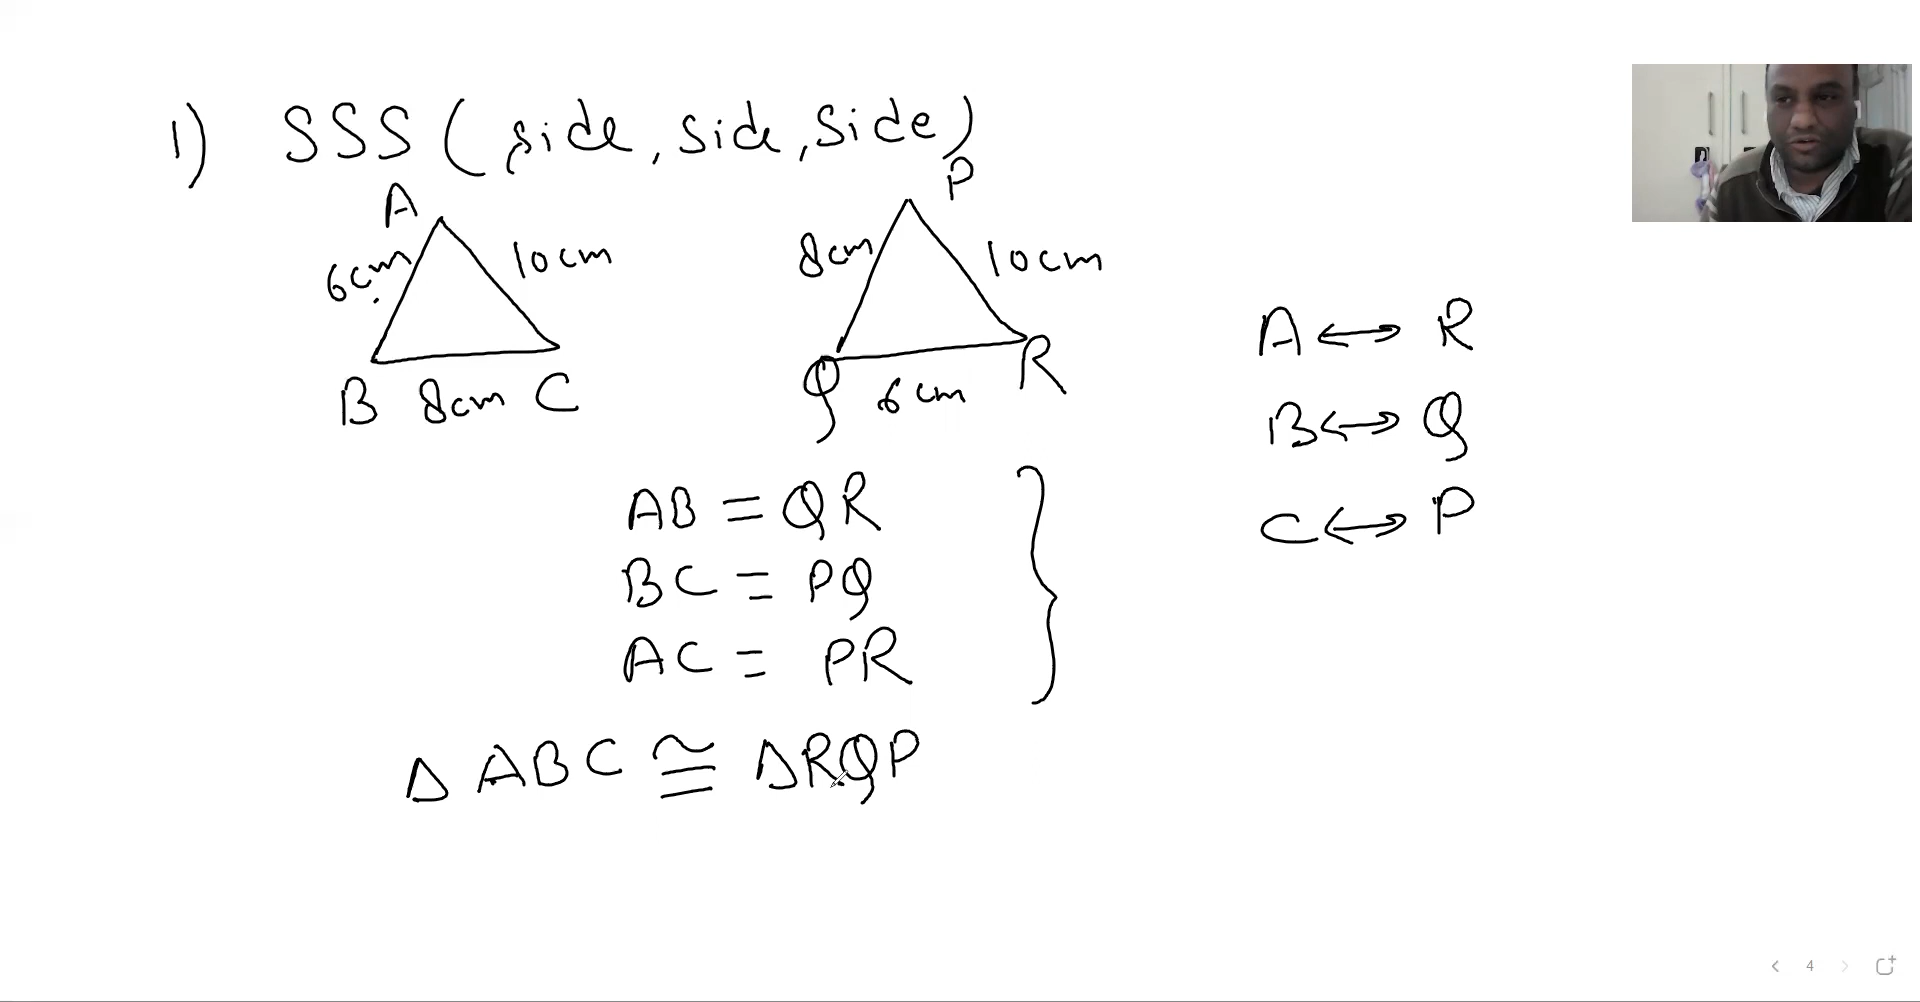 1) SSS (side, side, side)
A
6cm 10cm
B 8cm C
P
8cm 10cm
Q 6cm R
A ↔ R
B ↔ Q
C ↔ P
AB = QR
BC = PQ
AC = PR
Δ ABC ≅ Δ RQP
4